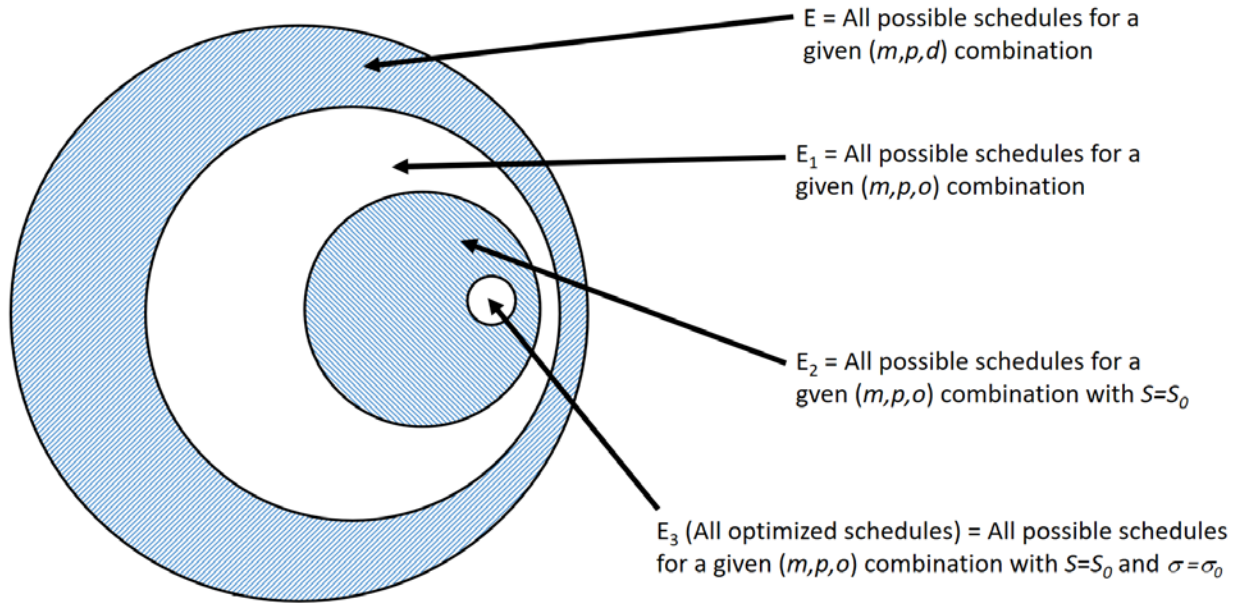 E = All possible schedules for a
given (m,p,d) combination
E₁ = All possible schedules for a
given (m,p,o) combination
E₂ = All possible schedules for a
gven (m,p,o) combination with S=S₀
E₃ (All optimized schedules) = All possible schedules
for a given (m,p,o) combination with S=S₀ and σ=σ₀